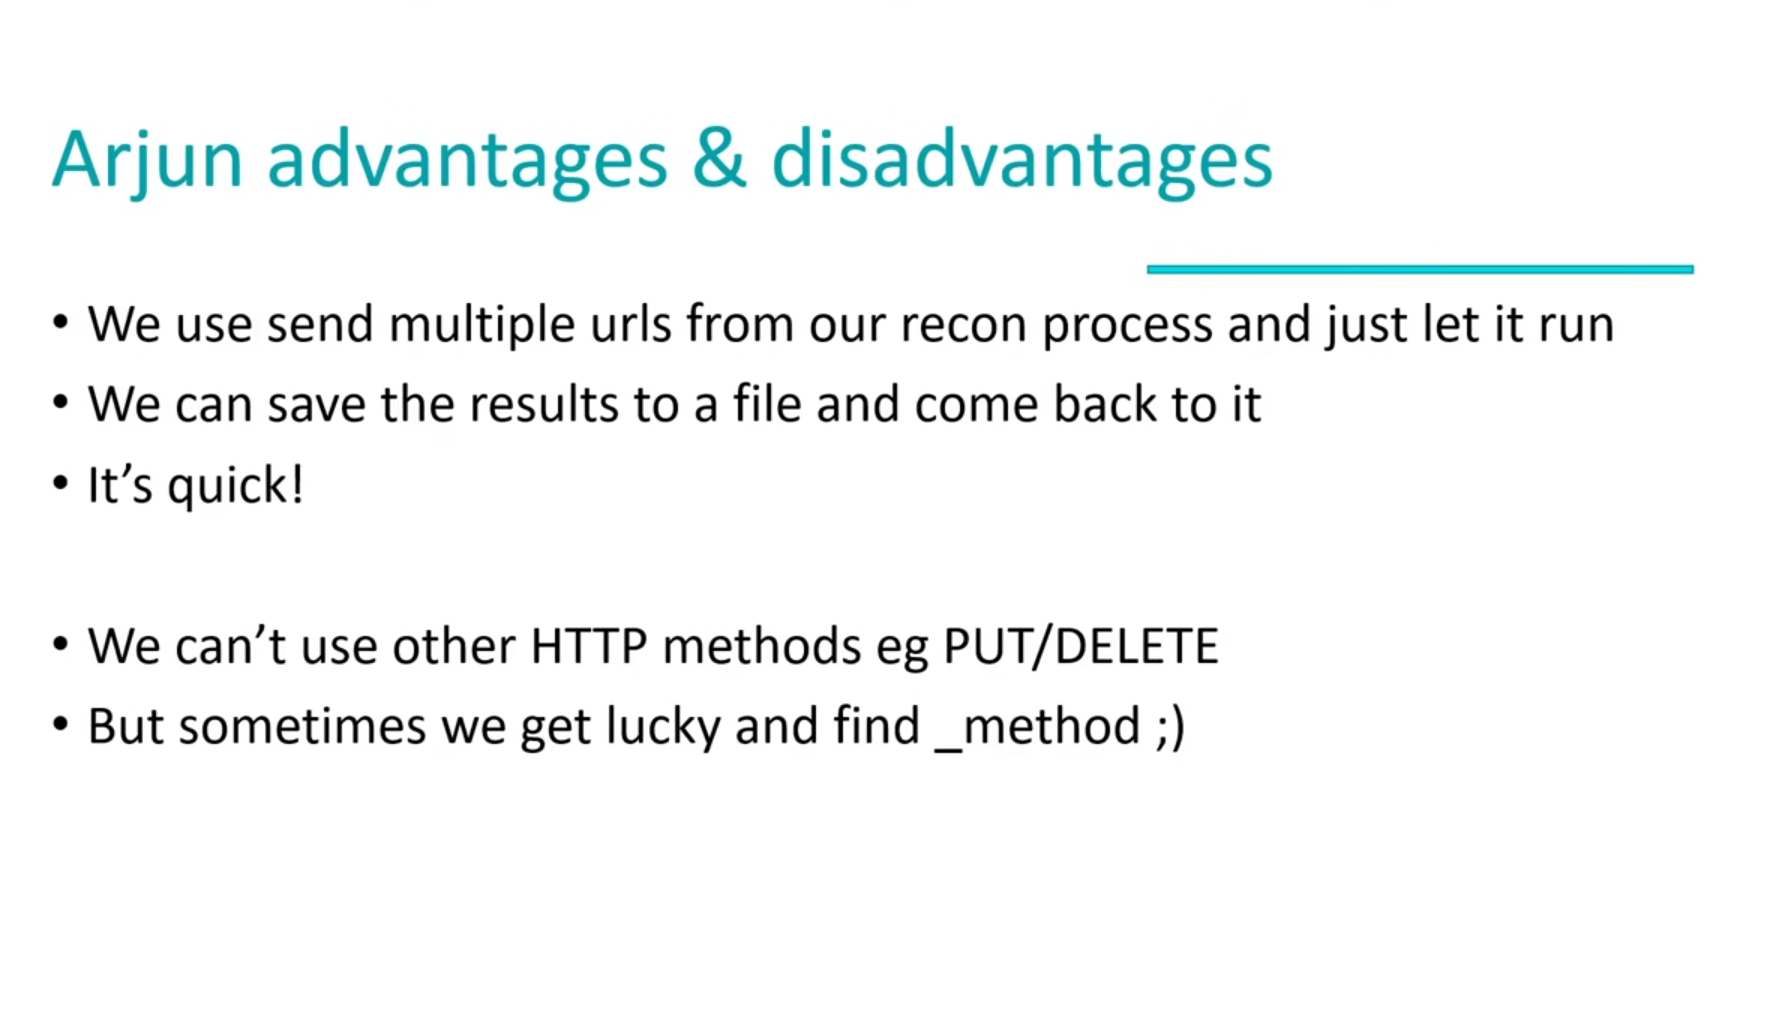 Arjun advantages & disadvantages
• We use send multiple urls from our recon process and just let it run
• We can save the results to a file and come back to it
• It’s quick!
• We can’t use other HTTP methods eg PUT/DELETE
• But sometimes we get lucky and find _method ;)